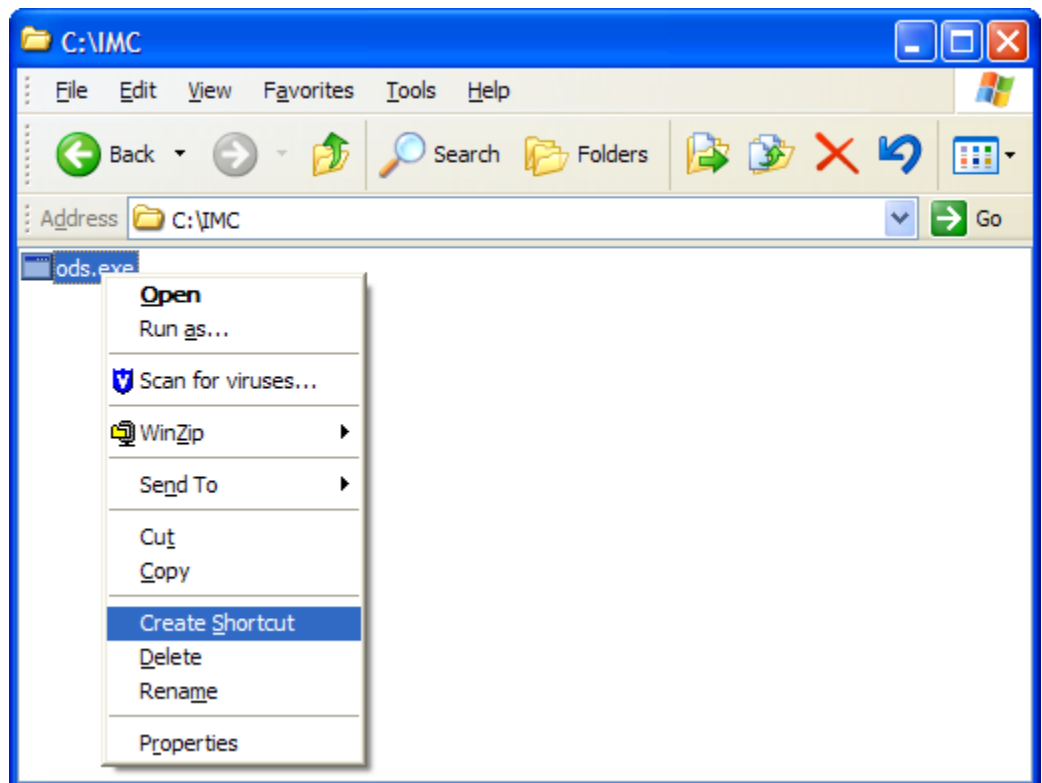 C:\IMC
File Edit View Favorites Tools Help
Back Search Folders
Address C:\IMC Go
ods.exe
Open
Run as...
Scan for viruses...
WinZip
Send To
Cut
Copy
Create Shortcut
Delete
Rename
Properties